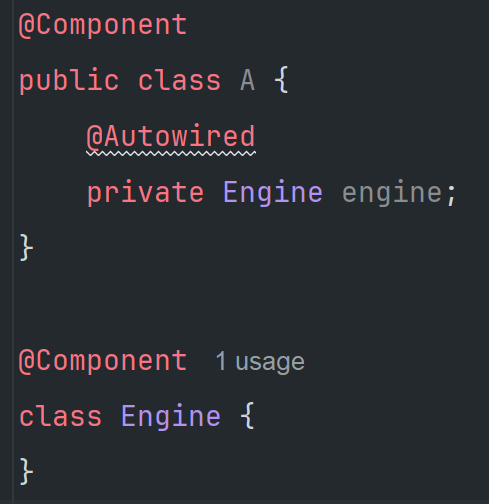 @Component
public class A {
    @Autowired
    private Engine engine;
}
@Component 1 usage
class Engine {
}